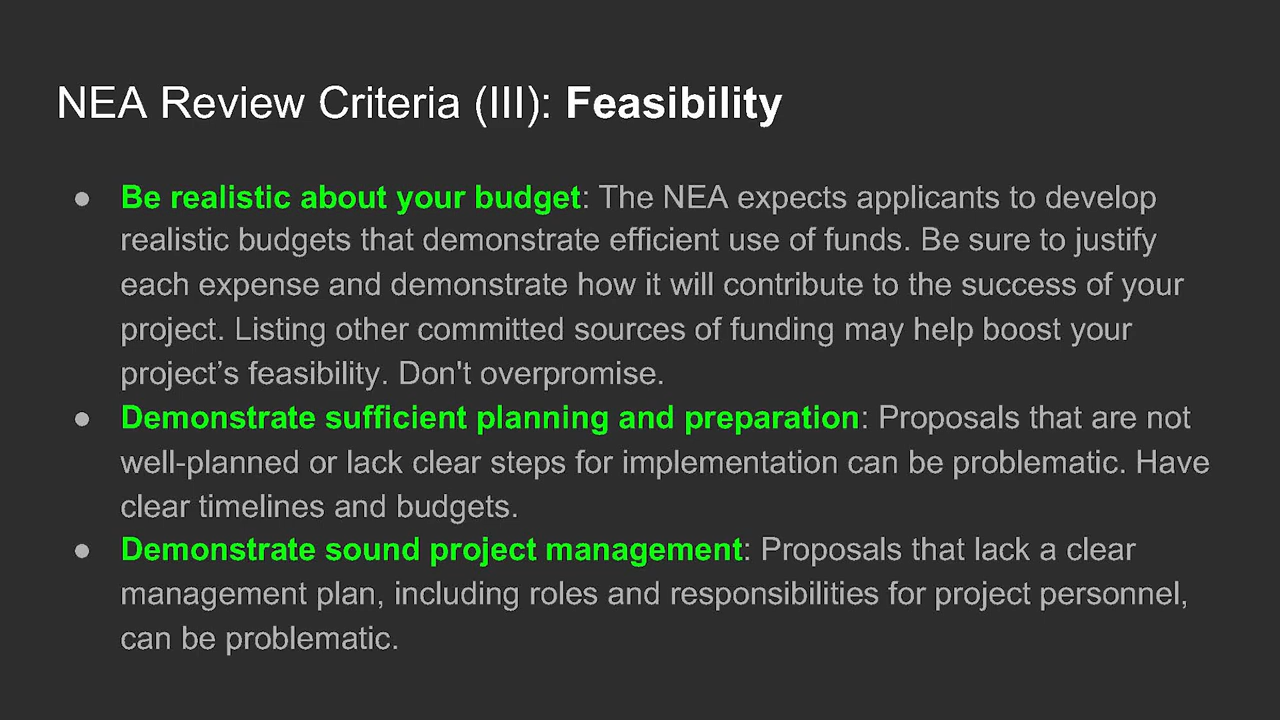 NEA Review Criteria (III): Feasibility
● Be realistic about your budget: The NEA expects applicants to develop
realistic budgets that demonstrate efficient use of funds. Be sure to justify
each expense and demonstrate how it will contribute to the success of your
project. Listing other committed sources of funding may help boost your
project’s feasibility. Don't overpromise.
● Demonstrate sufficient planning and preparation: Proposals that are not
well-planned or lack clear steps for implementation can be problematic. Have
clear timelines and budgets.
● Demonstrate sound project management: Proposals that lack a clear
management plan, including roles and responsibilities for project personnel,
can be problematic.